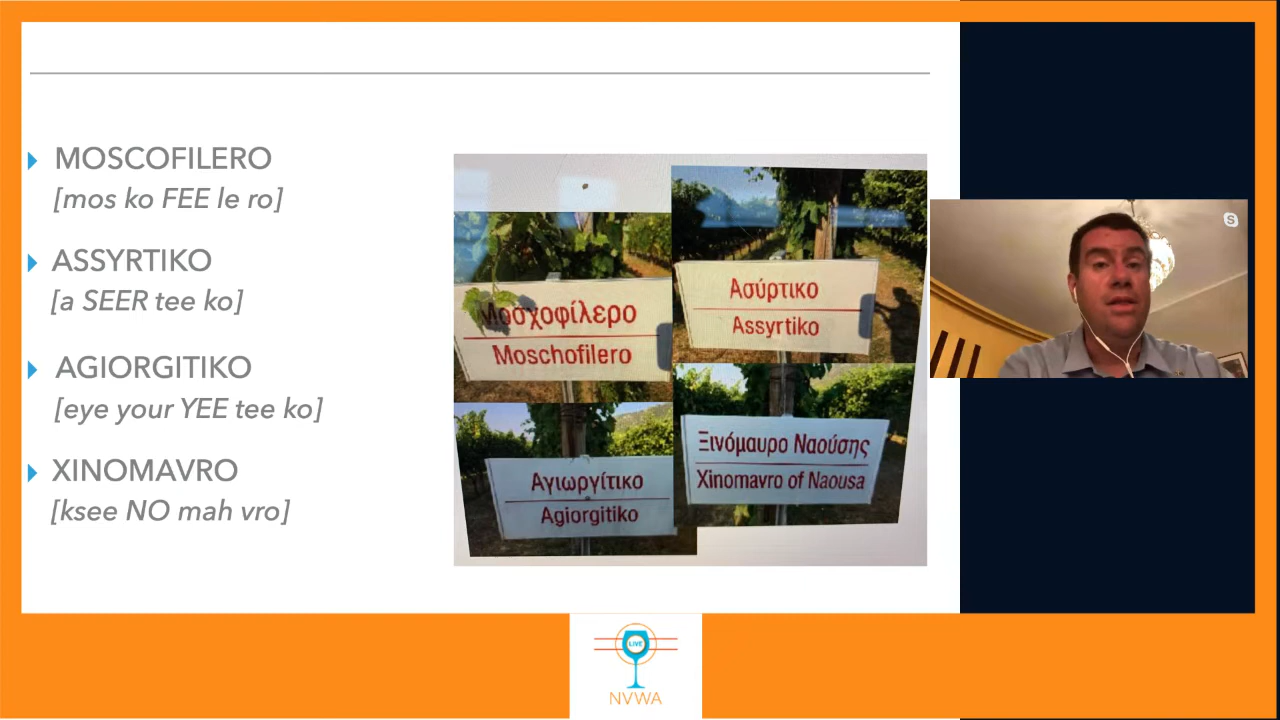 MOSCOFILERO
[mos ko FEE le ro]
ASSYRTIKO
[a SEER tee ko]
AGIORGITIKO
[eye your YEE tee ko]
XINOMAVRO
[ksee NO mah vro]
Μοσχοφίλερο
Moschofilero
Ασύρτικο
Assyrtiko
Αγιωργίτικο
Agiorgitiko
Ξινόμαυρο Ναούσης
Xinomavro of Naousa
S
LIVE
NVWA